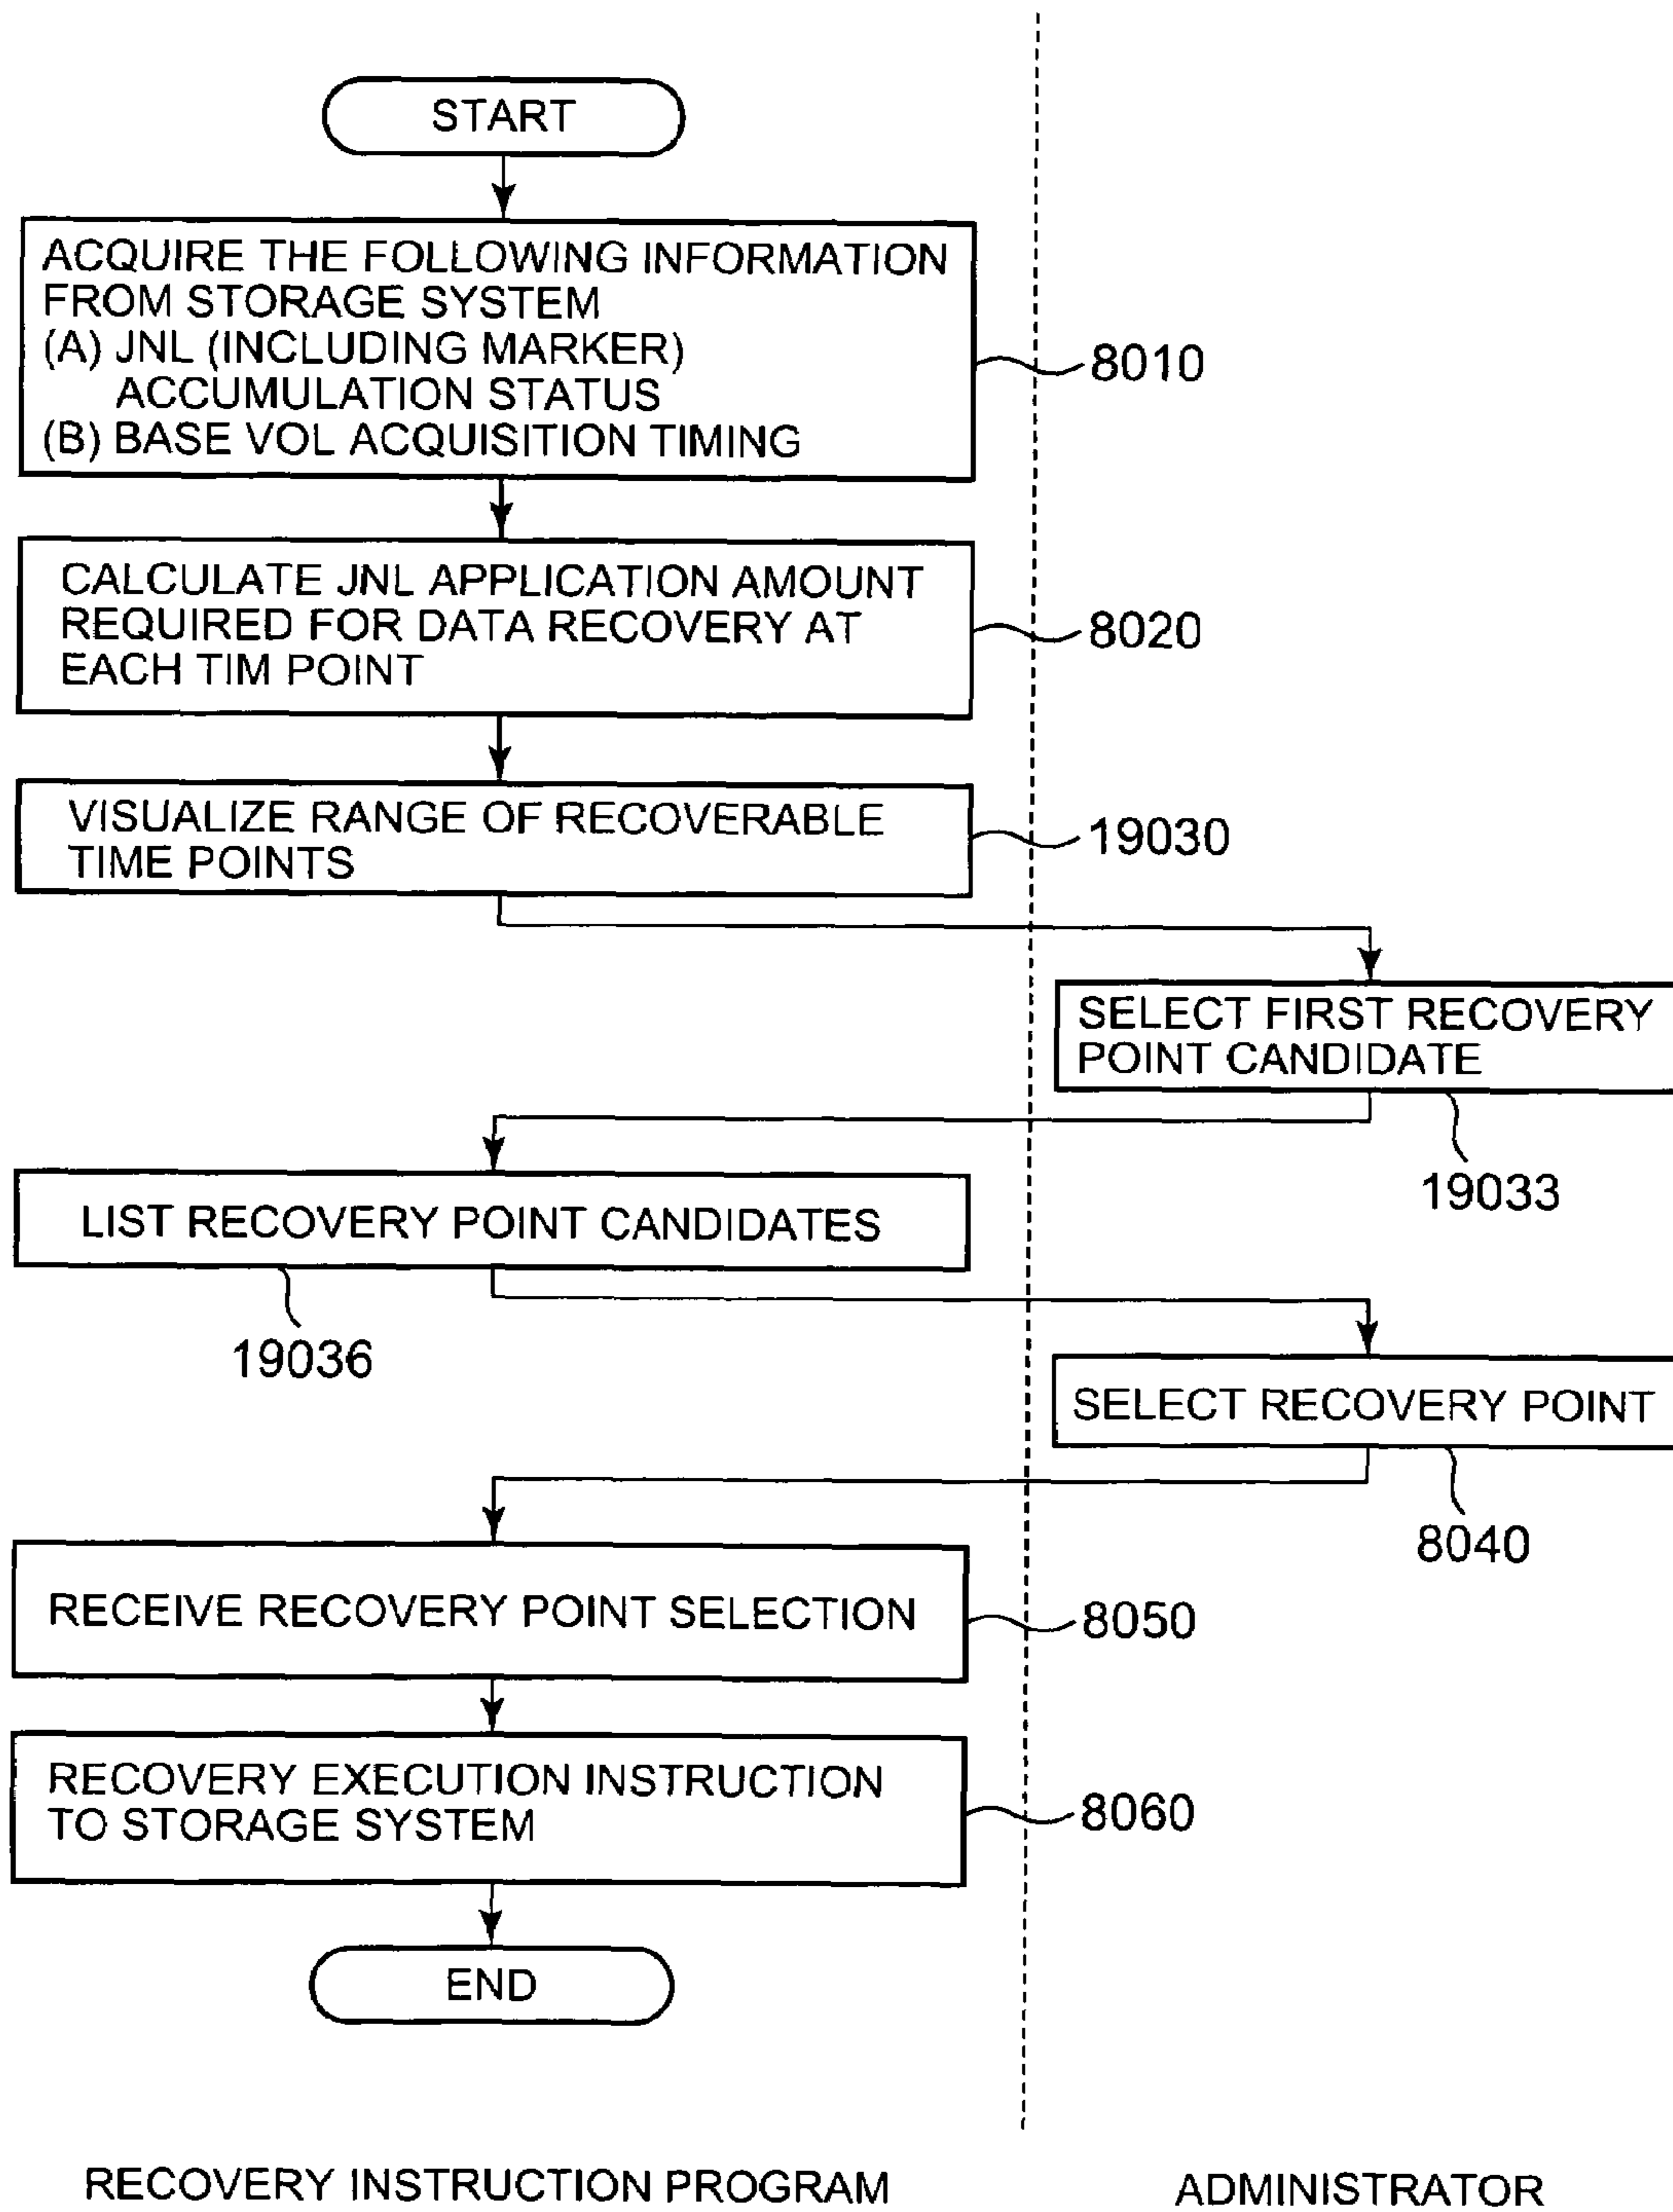 START
ACQUIRE THE FOLLOWING INFORMATION
FROM STORAGE SYSTEM
(A) JNL (INCLUDING MARKER)
ACCUMULATION STATUS
(B) BASE VOL ACQUISITION TIMING
8010
CALCULATE JNL APPLICATION AMOUNT
REQUIRED FOR DATA RECOVERY AT
EACH TIM POINT
8020
VISUALIZE RANGE OF RECOVERABLE
TIME POINTS
19030
SELECT FIRST RECOVERY
POINT CANDIDATE
19033
LIST RECOVERY POINT CANDIDATES
19036
SELECT RECOVERY POINT
8040
RECEIVE RECOVERY POINT SELECTION
8050
RECOVERY EXECUTION INSTRUCTION
TO STORAGE SYSTEM
8060
END
RECOVERY INSTRUCTION PROGRAM
ADMINISTRATOR